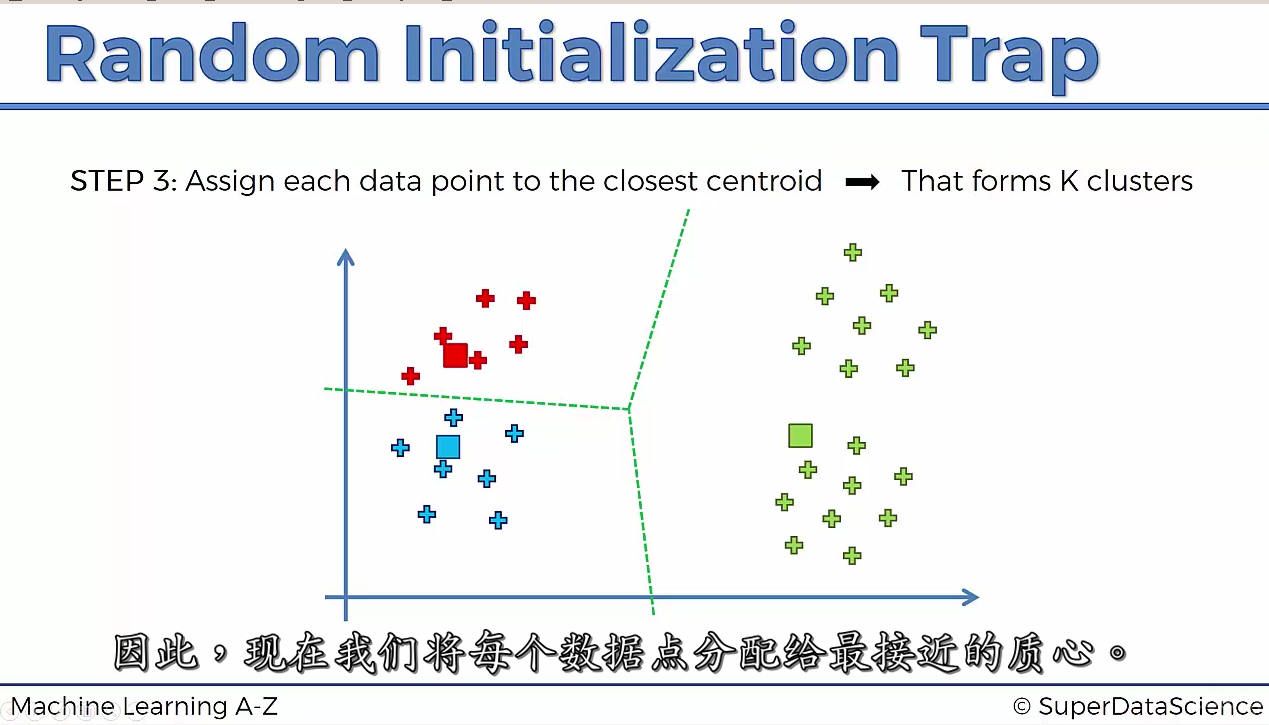 Random Initialization Trap
STEP 3: Assign each data point to the closest centroid ➡ That forms K clusters
因此，现在我们将每个数据点分配给最接近的质心。
Machine Learning A-Z
© SuperDataScience